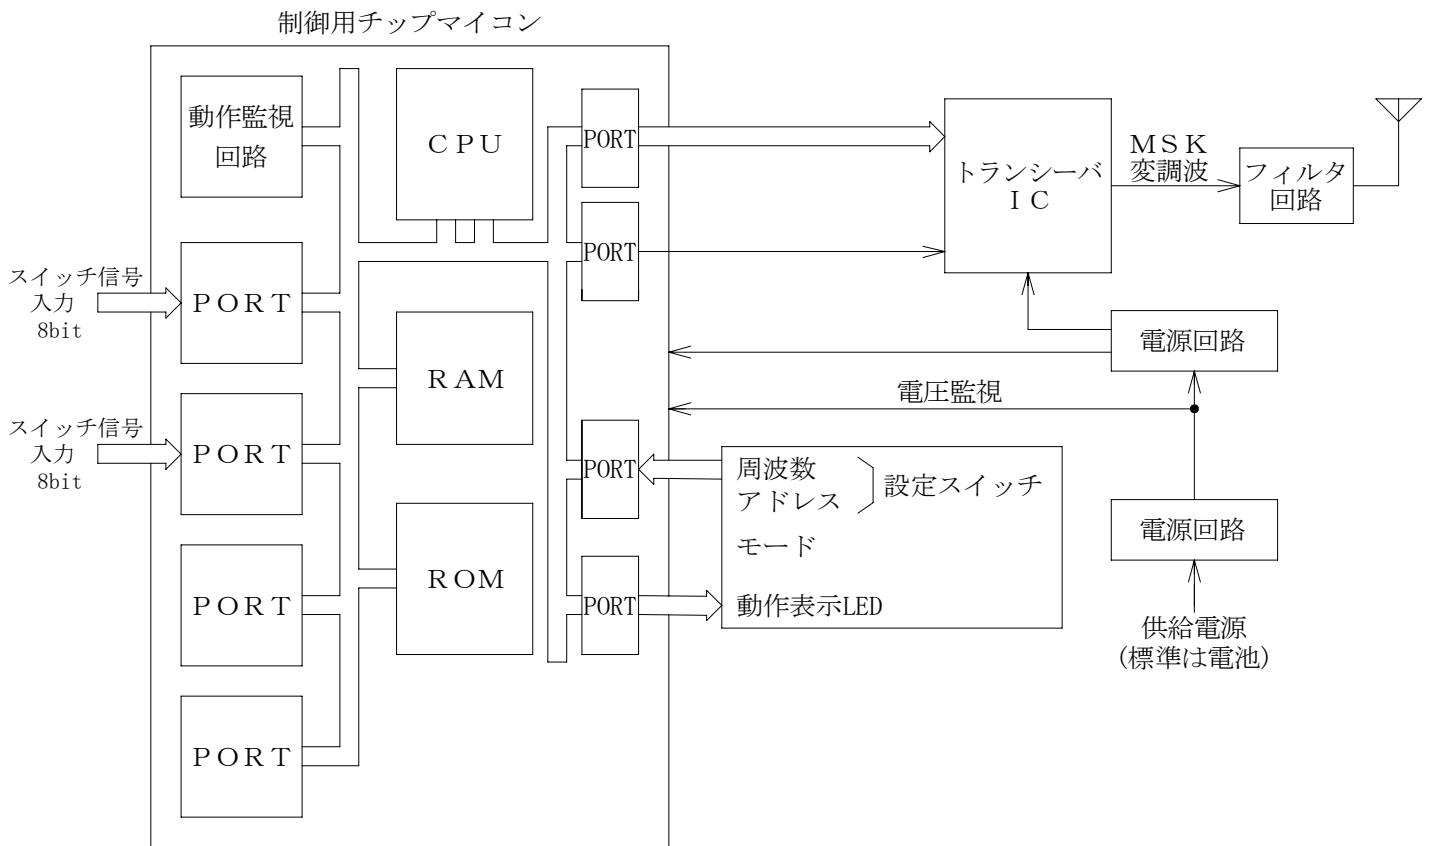 制御用チップマイコン
動作監視
回路
ＣＰＵ
PORT
トランシーバ
ＩＣ
ＭＳＫ
変調波
フィルタ
回路
PORT
スイッチ信号
入力
8bit
ＰＯＲＴ
ＲＡＭ
電源回路
電圧監視
スイッチ信号
入力
8bit
ＰＯＲＴ
PORT
周波数
アドレス
設定スイッチ
モード
動作表示LED
電源回路
供給電源
(標準は電池)
ＰＯＲＴ
ＲＯＭ
PORT
ＰＯＲＴ